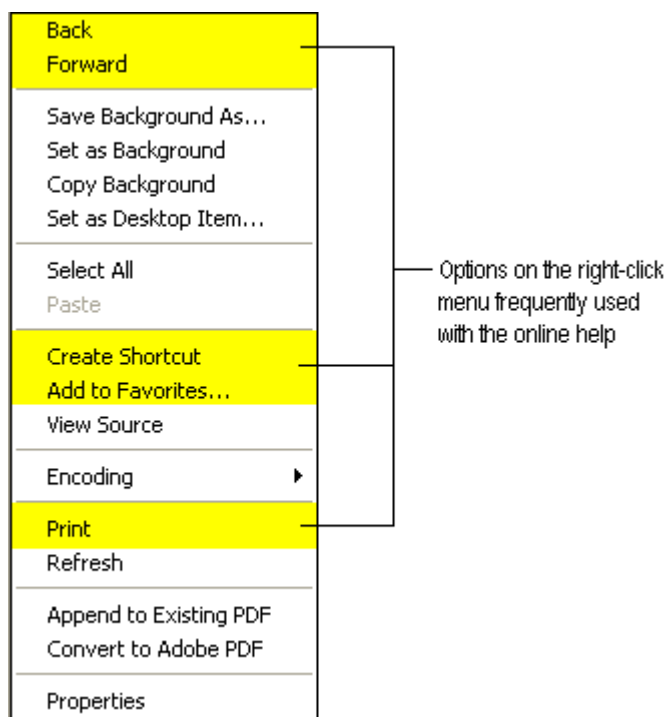 Back
Forward
Save Background As...
Set as Background
Copy Background
Set as Desktop Item...
Select All
Paste
Create Shortcut
Add to Favorites...
View Source
Encoding
Print
Refresh
Append to Existing PDF
Convert to Adobe PDF
Properties
Options on the right-click
menu frequently used
with the online help